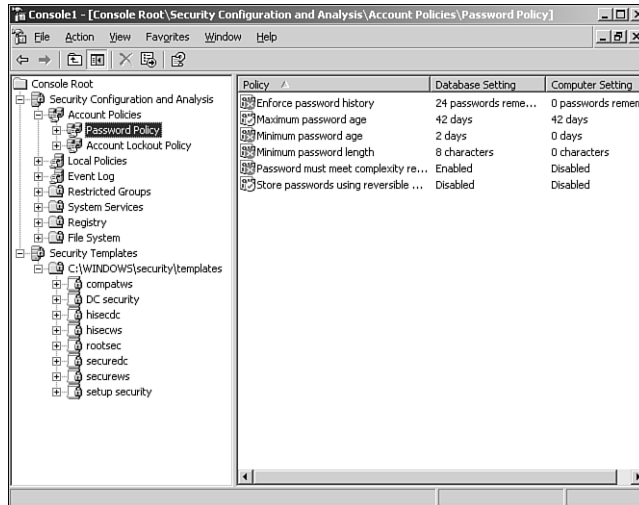 Console1 - [Console Root\Security Configuration and Analysis\Account Policies\Password Policy]
File Action View Favorites Window Help
Console Root
Security Configuration and Analysis
Account Policies
Password Policy
Account Lockout Policy
Local Policies
Event Log
Restricted Groups
System Services
Registry
File System
Security Templates
C:\WINDOWS\security\templates
compatws
DC security
hisecdc
hisecws
rootsec
securedc
securews
setup security
Policy Database Setting Computer Setting
Enforce password history 24 passwords reme... 0 passwords remem
Maximum password age 42 days 42 days
Minimum password age 2 days 0 days
Minimum password length 8 characters 0 characters
Password must meet complexity re... Enabled Disabled
Store passwords using reversible ... Disabled Disabled